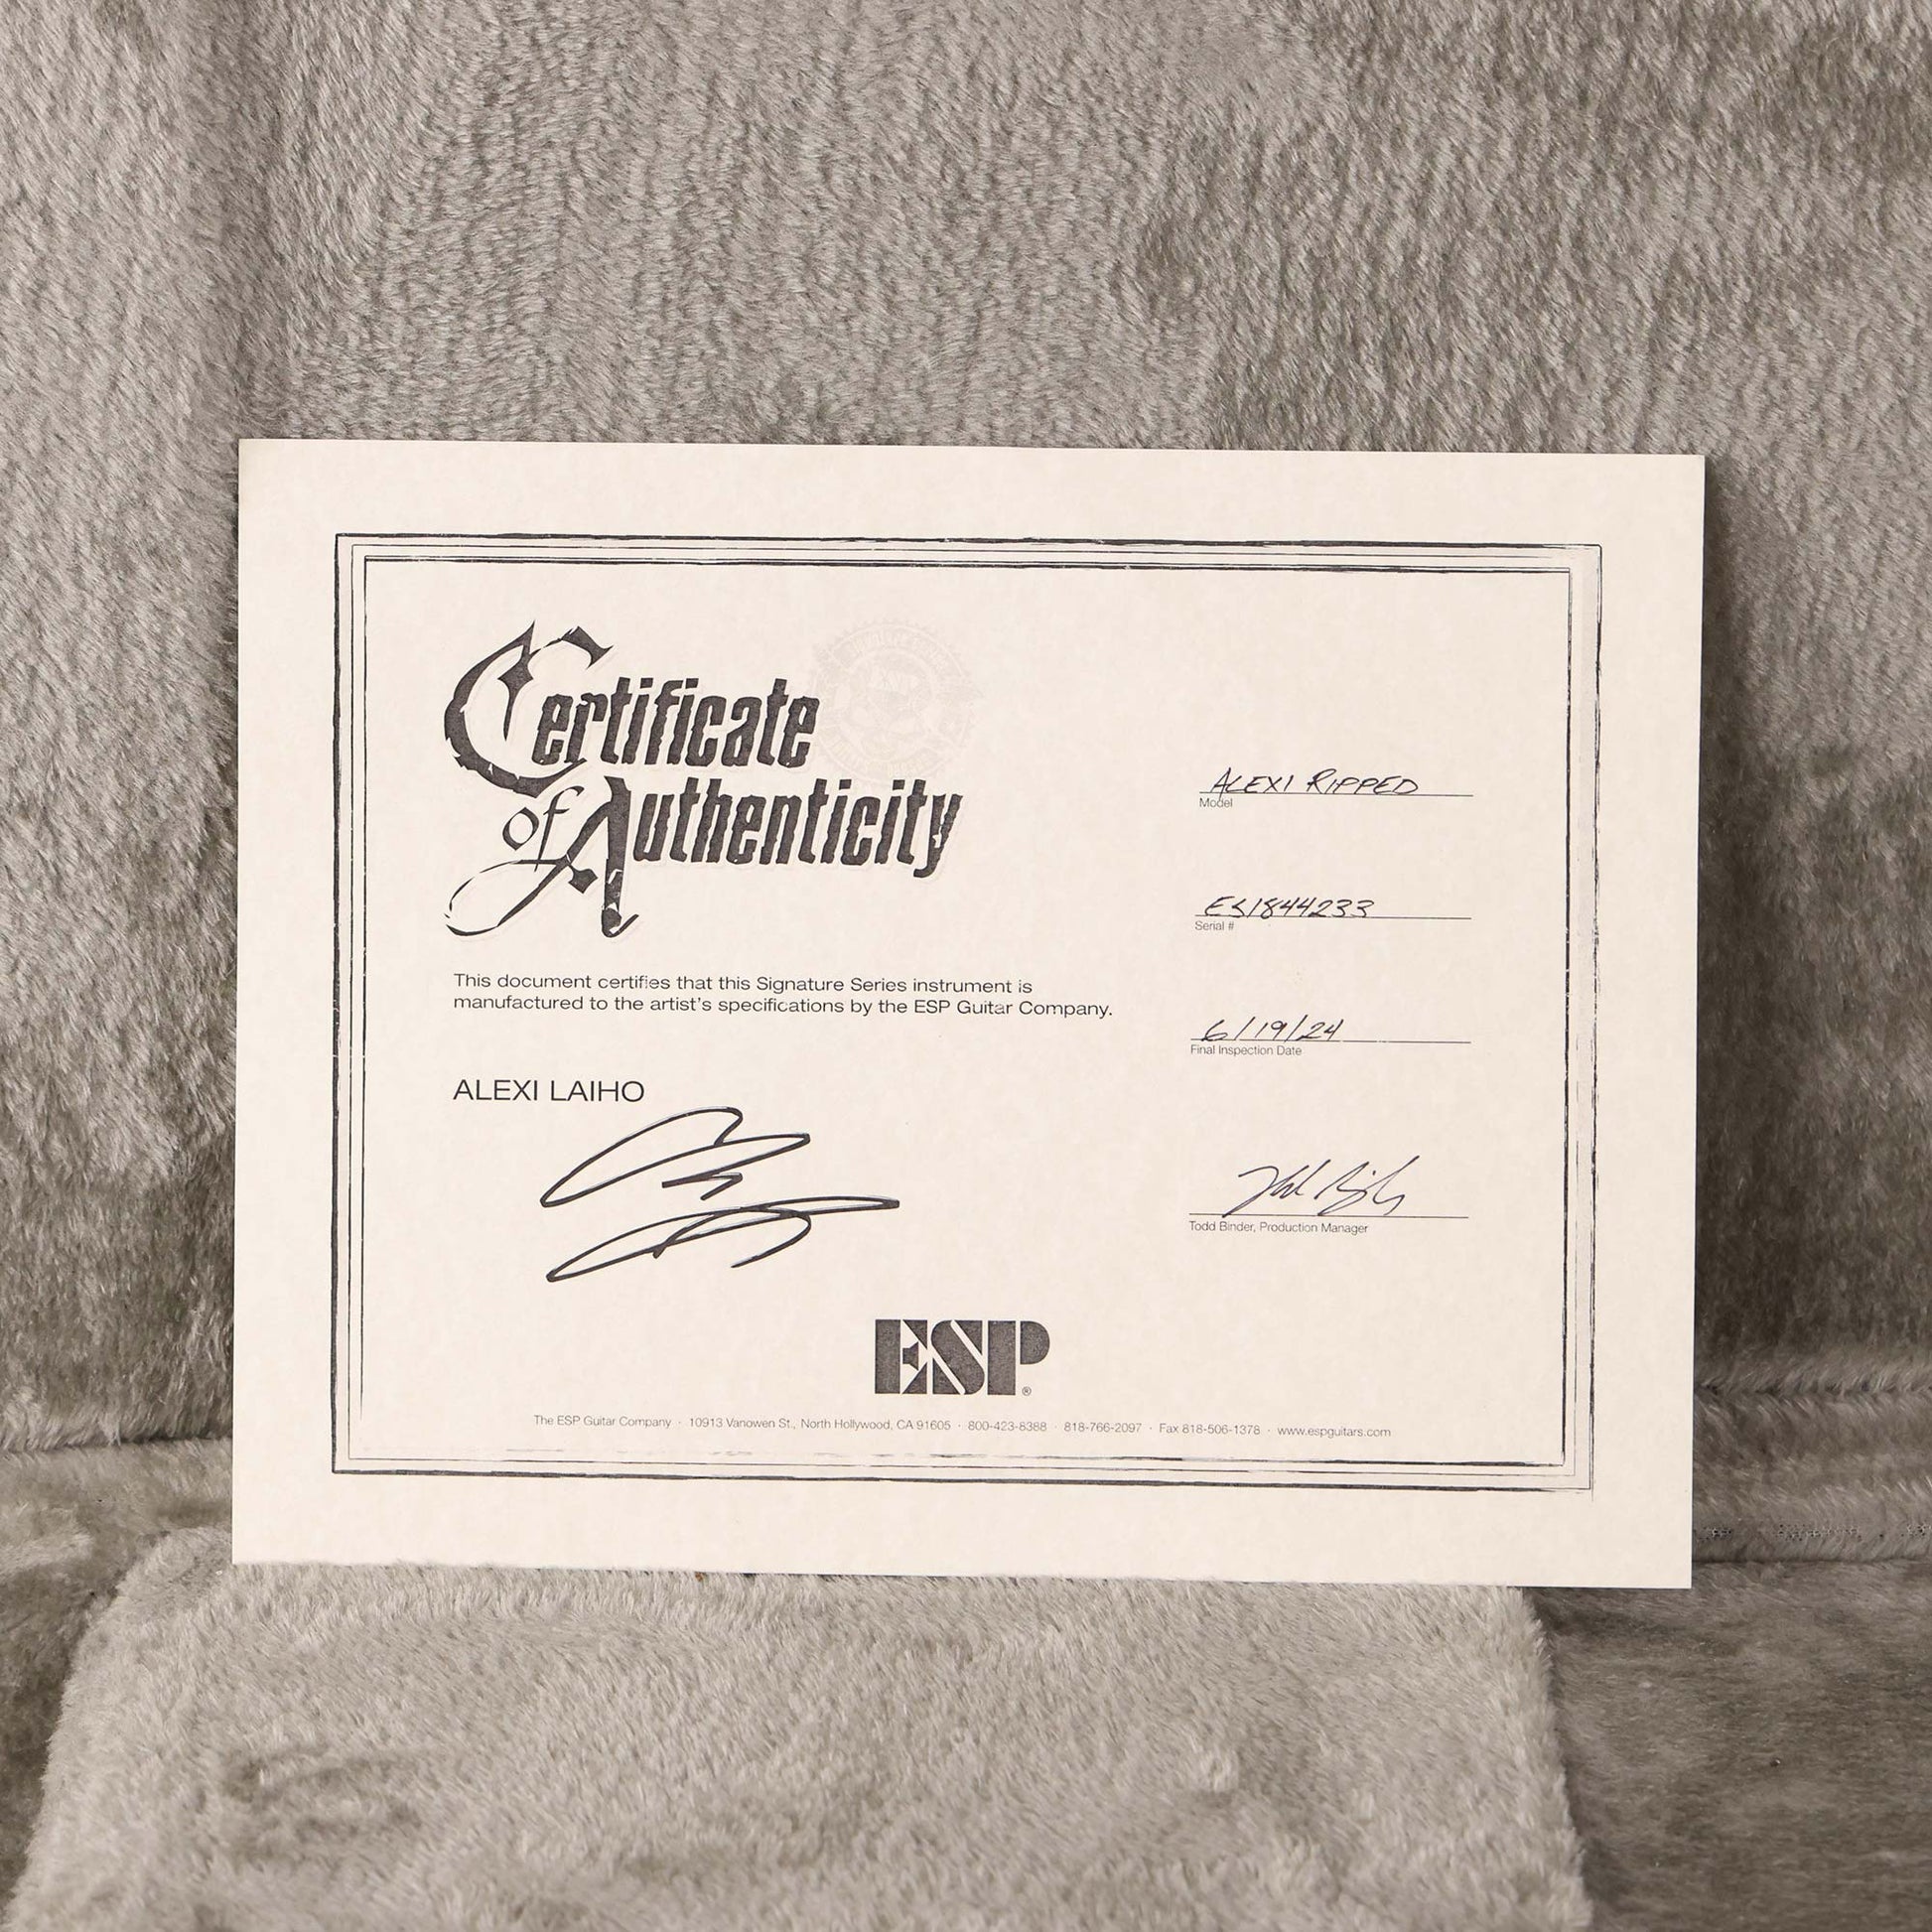 Certificate
of Authenticity
This document certifies that this Signature Series instrument is
manufactured to the artist's specifications by the ESP Guitar Company.
ALEXI LAIHO
ALEXI RIPPED
Model
ES1844233
Serial #
6/19/24
Final Inspection Date
Todd Binder, Production Manager
ESP®
The ESP Guitar Company · 10913 Vanowen St., North Hollywood, CA 91605 · 800-423-8388 · 818-766-2097 · Fax 818-506-1378 · www.espguitars.com